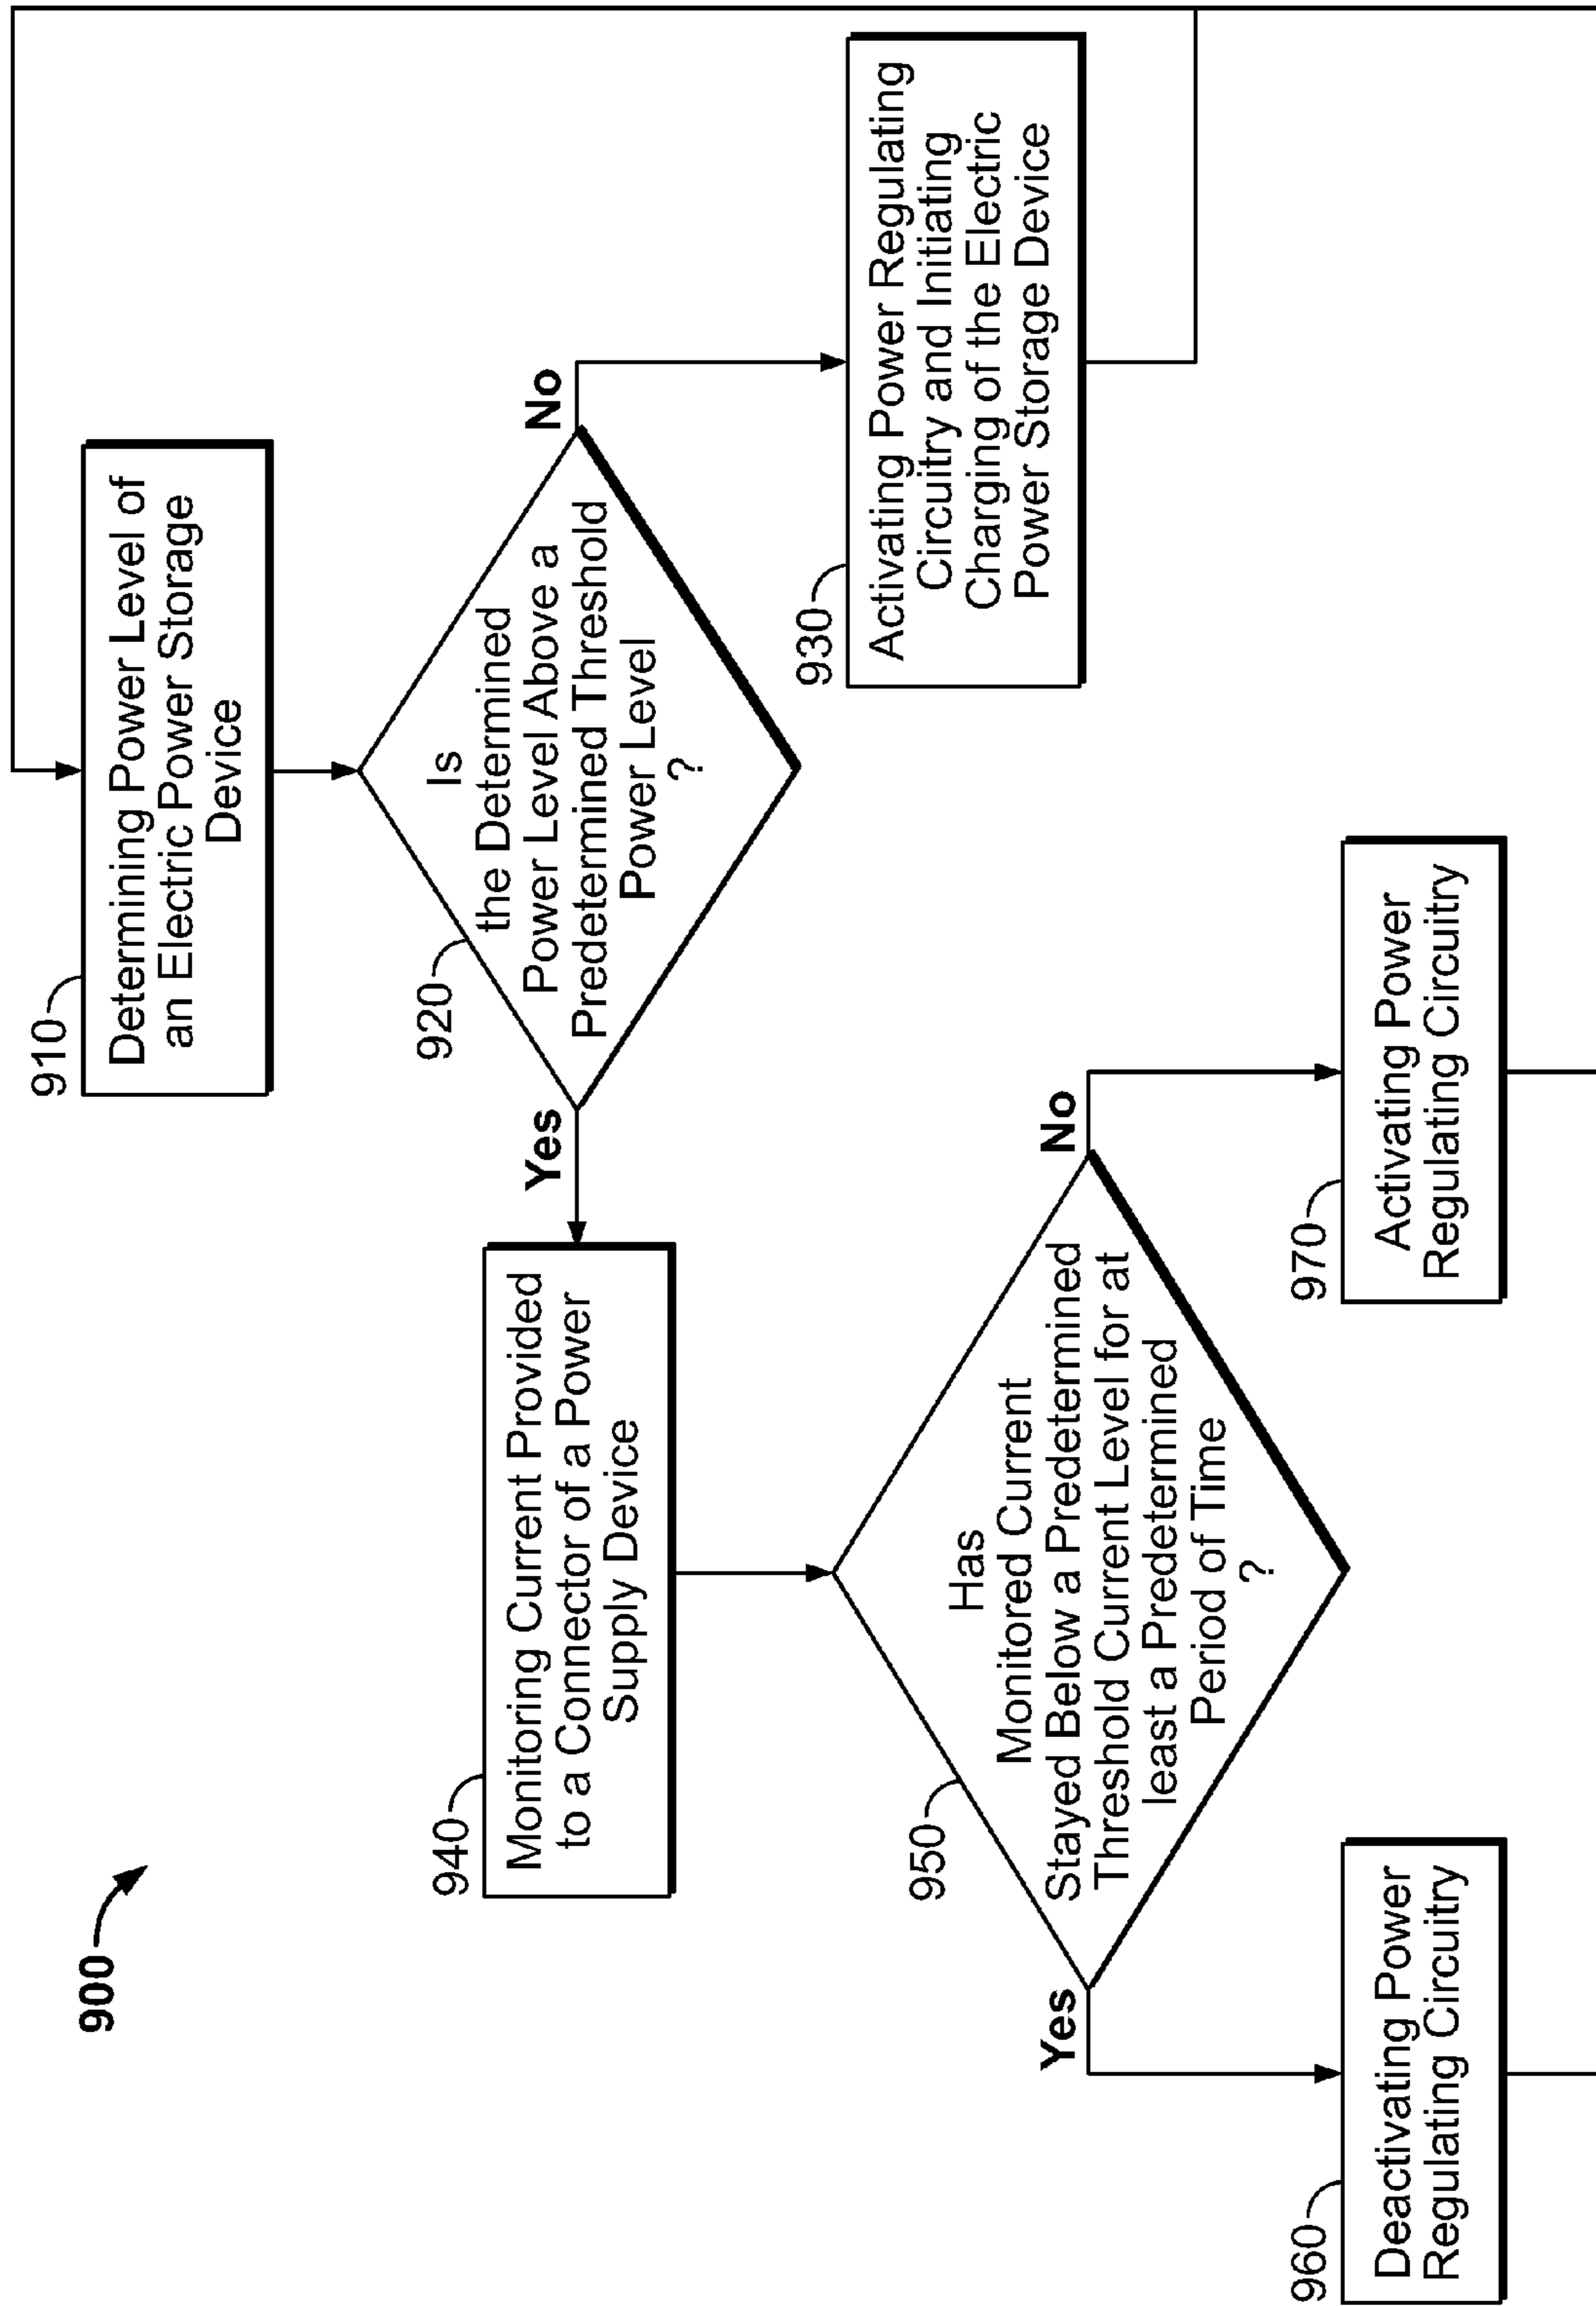 900
910
Determining Power Level of
an Electric Power Storage
Device
920
Is
the Determined
Power Level Above a
Predetermined Threshold
Power Level
?
Yes
No
930
Activating Power Regulating
Circuitry and Initiating
Charging of the Electric
Power Storage Device
940
Monitoring Current Provided
to a Connector of a Power
Supply Device
950
Has
Monitored Current
Stayed Below a Predetermined
Threshold Current Level for at
least a Predetermined
Period of Time
?
Yes
No
960
Deactivating Power
Regulating Circuitry
970
Activating Power
Regulating Circuitry